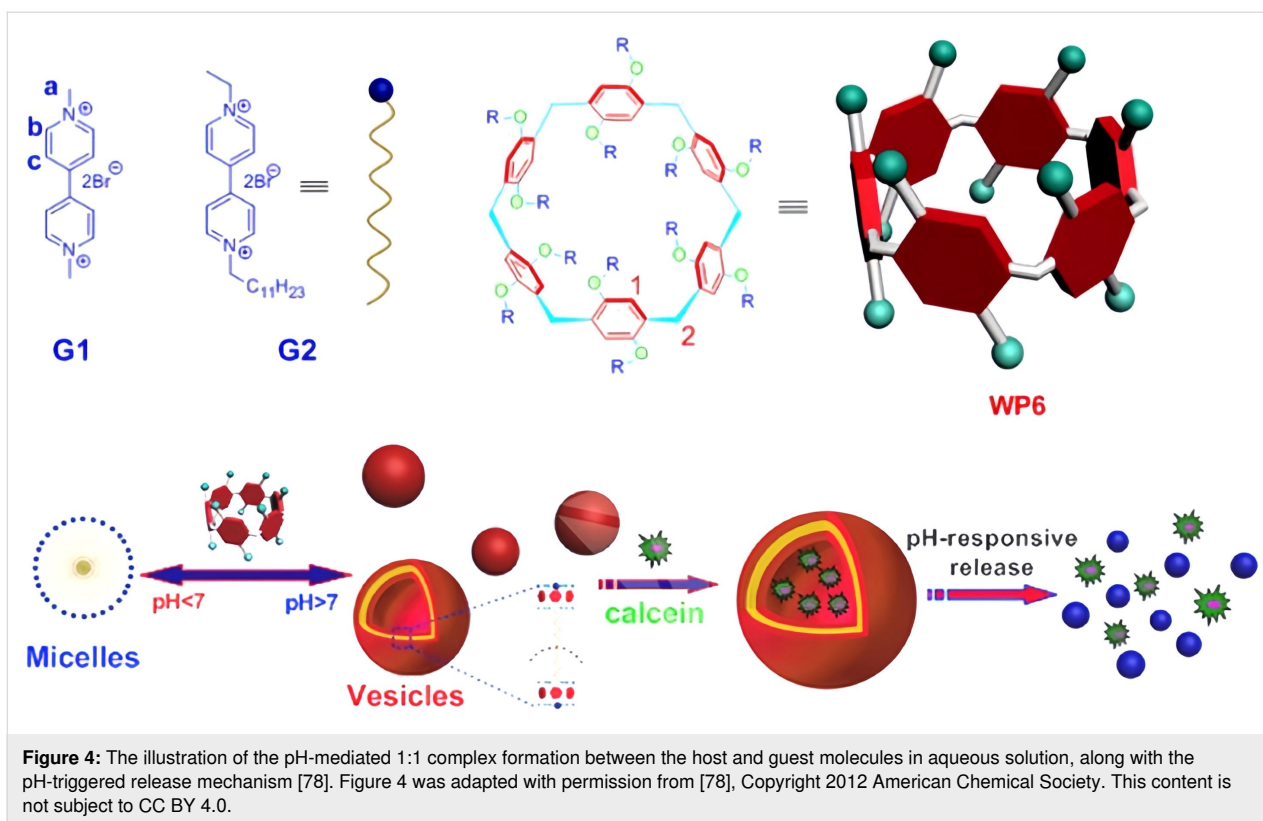 a
b
c
N⊕
2Br⊖
N⊕
G1
N⊕
2Br⊖
N⊕
C11H23
G2
R
O
O
R
R
O
O
R
R
O
O
R
O
R
O
R
R
O
O
R
R
O
1
2
R
O
WP6
pH<7
pH>7
Micelles
Vesicles
calcein
pH-responsive
release
Figure 4: The illustration of the pH-mediated 1:1 complex formation between the host and guest molecules in aqueous solution, along with the
pH-triggered release mechanism [78]. Figure 4 was adapted with permission from [78], Copyright 2012 American Chemical Society. This content is
not subject to CC BY 4.0.